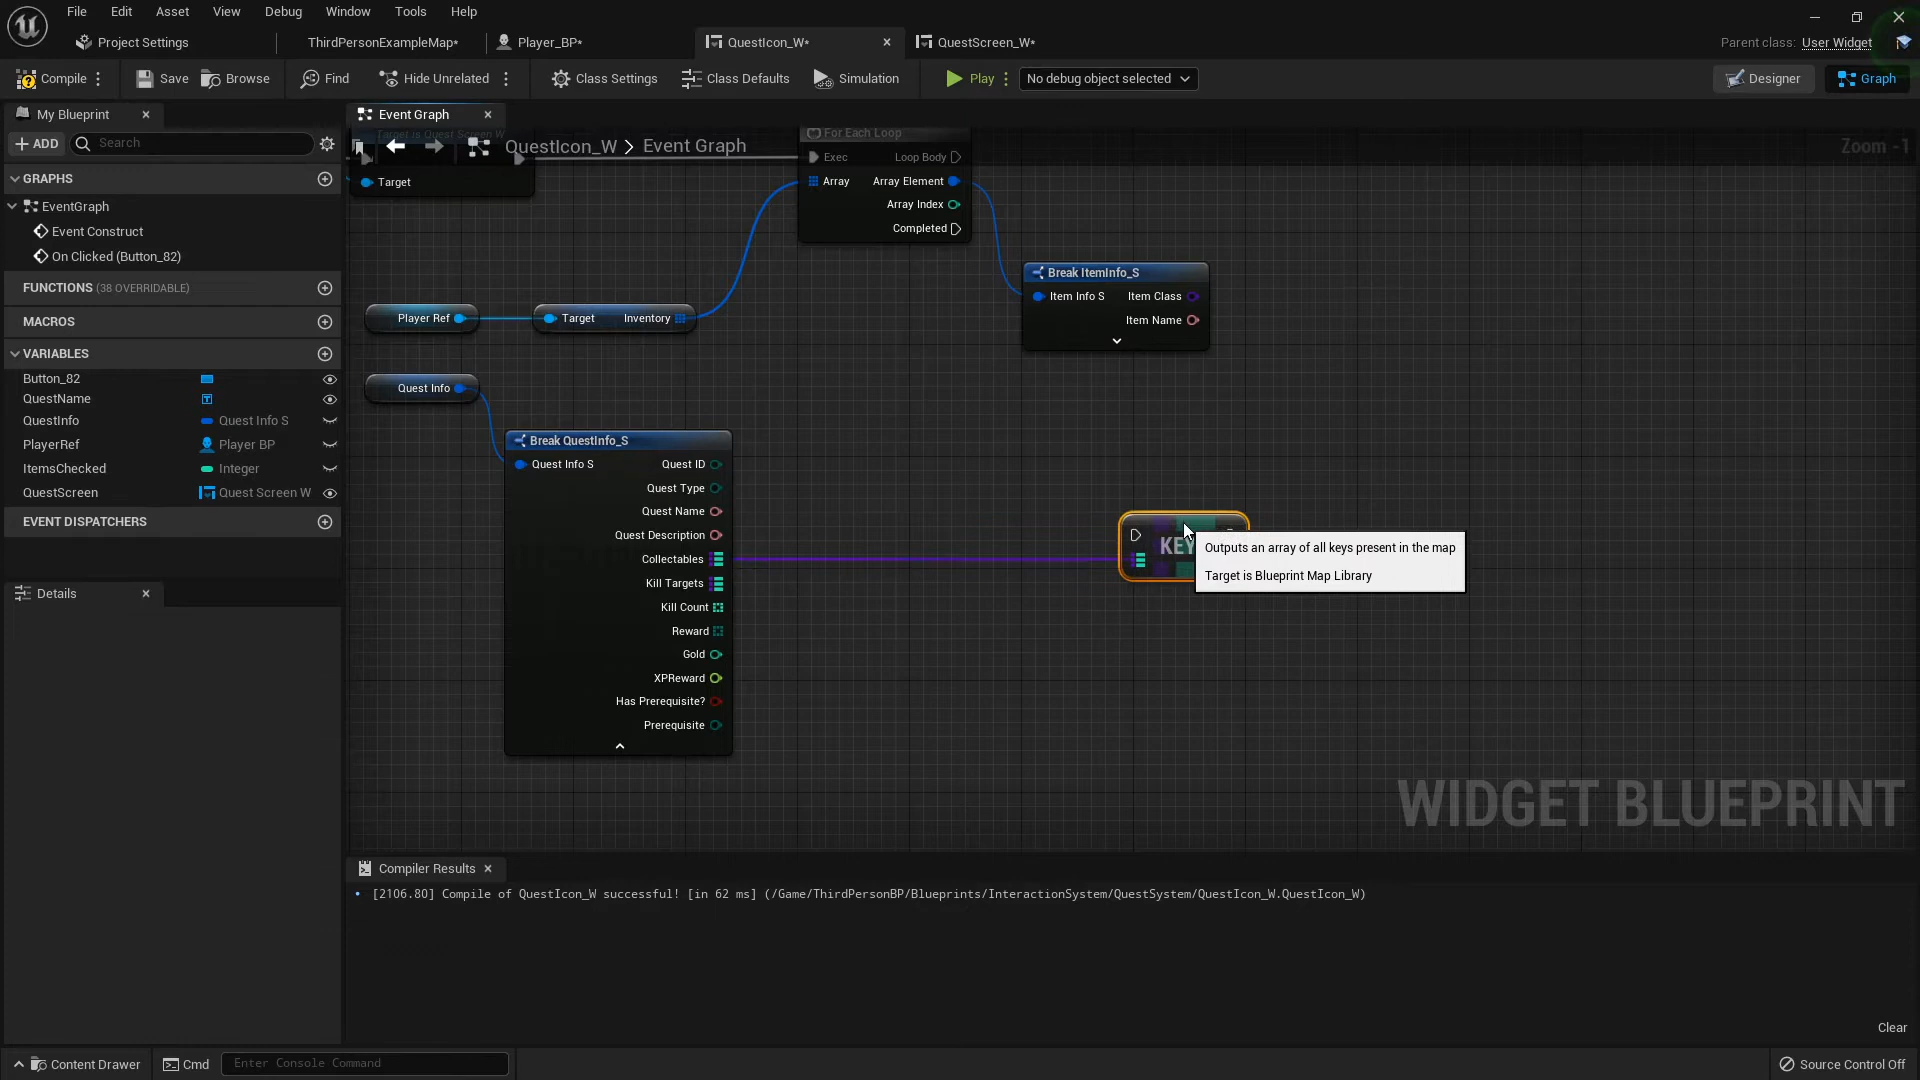 File Edit Asset View Debug Window Tools Help
Project Settings ThirdPersonExampleMap* Player_BP* QuestIcon_W* QuestScreen_W* Parent class: User Widget
Compile Save Browse Find Hide Unrelated Class Settings Class Defaults Simulation Play No debug object selected Designer Graph
My Blueprint Event Graph
Target is Quest Screen W For Each Loop
ADD Search QuestIcon_W > Event Graph Zoom -1
Exec Loop Body
GRAPHS Target Array Array Element
EventGraph Array Index
Event Construct Completed
On Clicked (Button_82)
Break ItemInfo_S
FUNCTIONS (38 OVERRIDABLE) Item Info S Item Class
MACROS Player Ref Target Inventory Item Name
VARIABLES
Button_82 Quest Info
QuestName
QuestInfo Quest Info S
PlayerRef Player BP Break QuestInfo_S
ItemsChecked Integer Quest Info S Quest ID
QuestScreen Quest Screen W Quest Type
EVENT DISPATCHERS Quest Name
Quest Description
KEY Outputs an array of all keys present in the map
Collectables
Target is Blueprint Map Library
Kill Targets
Details
Kill Count
Reward
Gold
XPReward
Has Prerequisite?
Prerequisite
WIDGET BLUEPRINT
Compiler Results
[2106.80] Compile of QuestIcon_W successful! [in 62 ms] (/Game/ThirdPersonBP/Blueprints/InteractionSystem/QuestSystem/QuestIcon_W.QuestIcon_W)
Clear
Content Drawer Cmd Enter Console Command Source Control Off